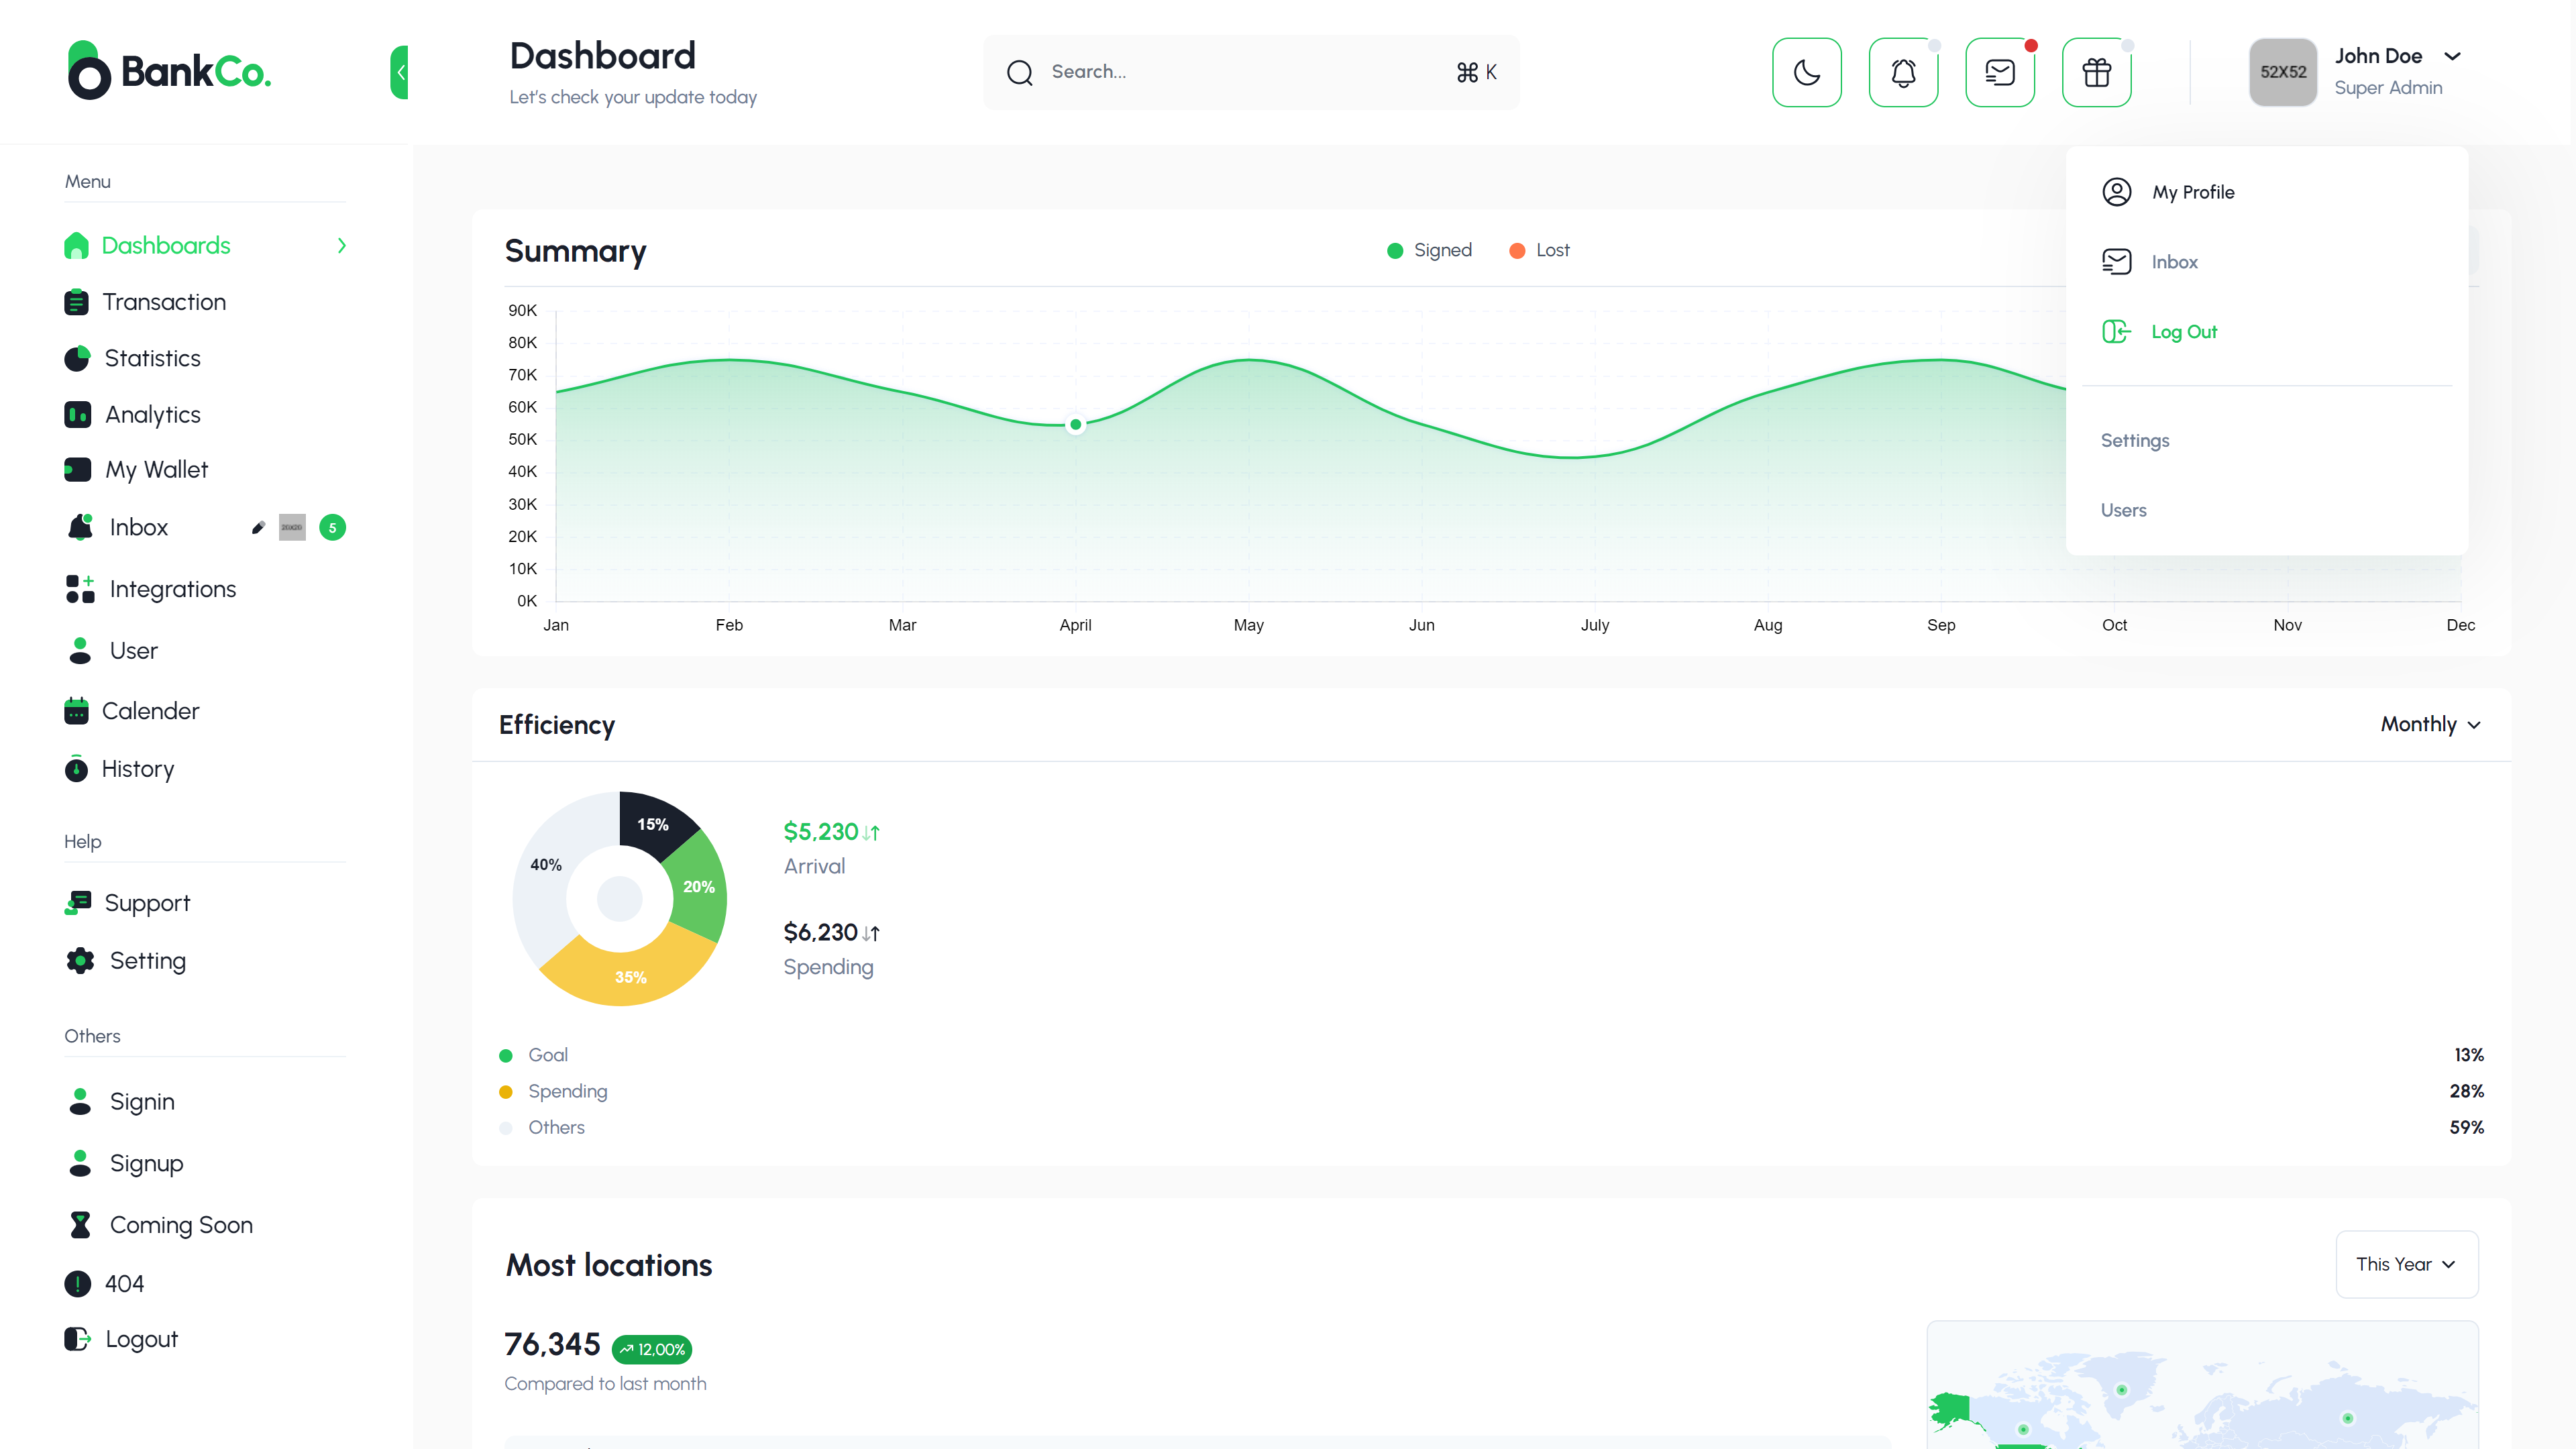 BankCo.
Dashboard
Let's check your update today
Search...
⌘ K
52X52
John Doe
Super Admin
Menu
Dashboards
Transaction
Statistics
Analytics
My Wallet
Inbox
20X20
5
Integrations
User
Calender
History
Help
Support
Setting
Others
Signin
Signup
Coming Soon
404
Logout
My Profile
Inbox
Log Out
Settings
Users
Summary
Signed
Lost
90K
80K
70K
60K
50K
40K
30K
20K
10K
0K
Jan
Feb
Mar
April
May
Jun
July
Aug
Sep
Oct
Nov
Dec
Efficiency
Monthly
15%
20%
35%
40%
$5,230
Arrival
$6,230
Spending
Goal
13%
Spending
28%
Others
59%
Most locations
This Year
76,345
12,00%
Compared to last month